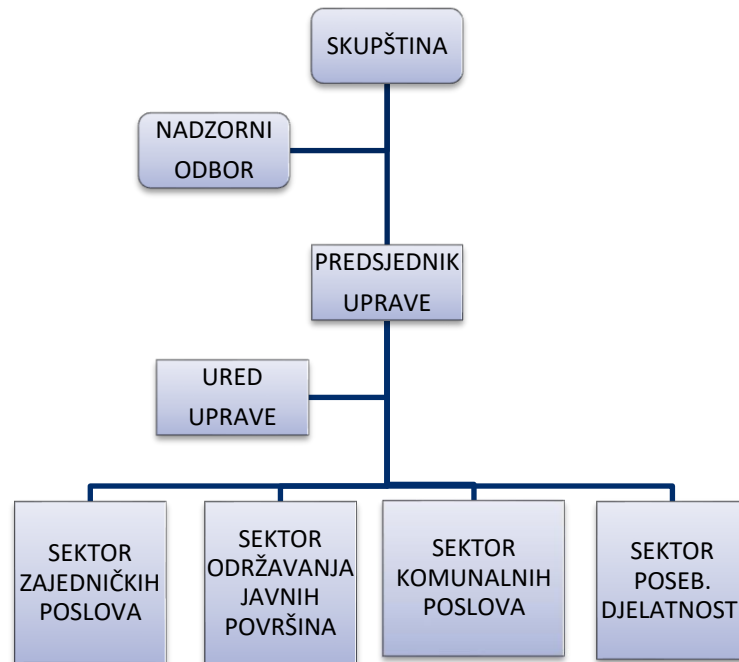 SKUPŠTINA
NADZORNI
ODBOR
PREDSJEDNIK
UPRAVE
URED
UPRAVE
SEKTOR
ZAJEDNIČKIH
POSLOVA
SEKTOR
ODRŽAVANJA
JAVNIH
POVRŠINA
SEKTOR
KOMUNALNIH
POSLOVA
SEKTOR
POSEB.
DJELATNOST